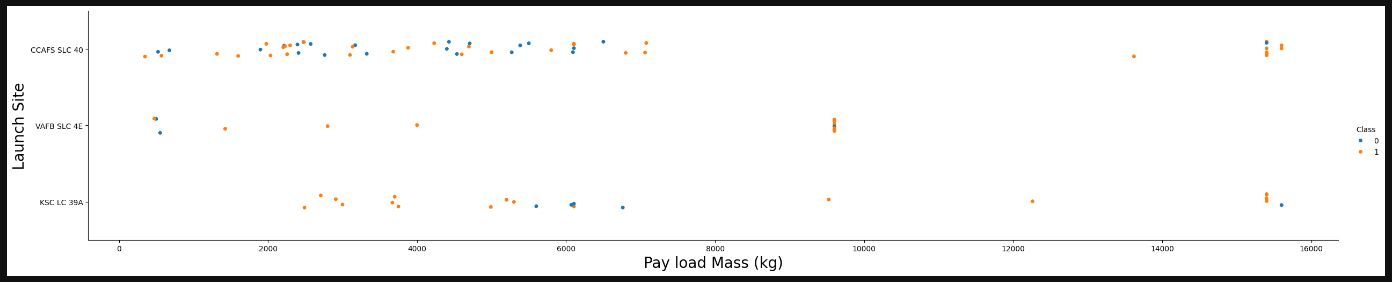 Launch Site
CCAFS SLC 40
VAFB SLC 4E
KSC LC 39A
0 2000 4000 6000 8000 10000 12000 14000 16000
Pay load Mass (kg)
Class
0
1